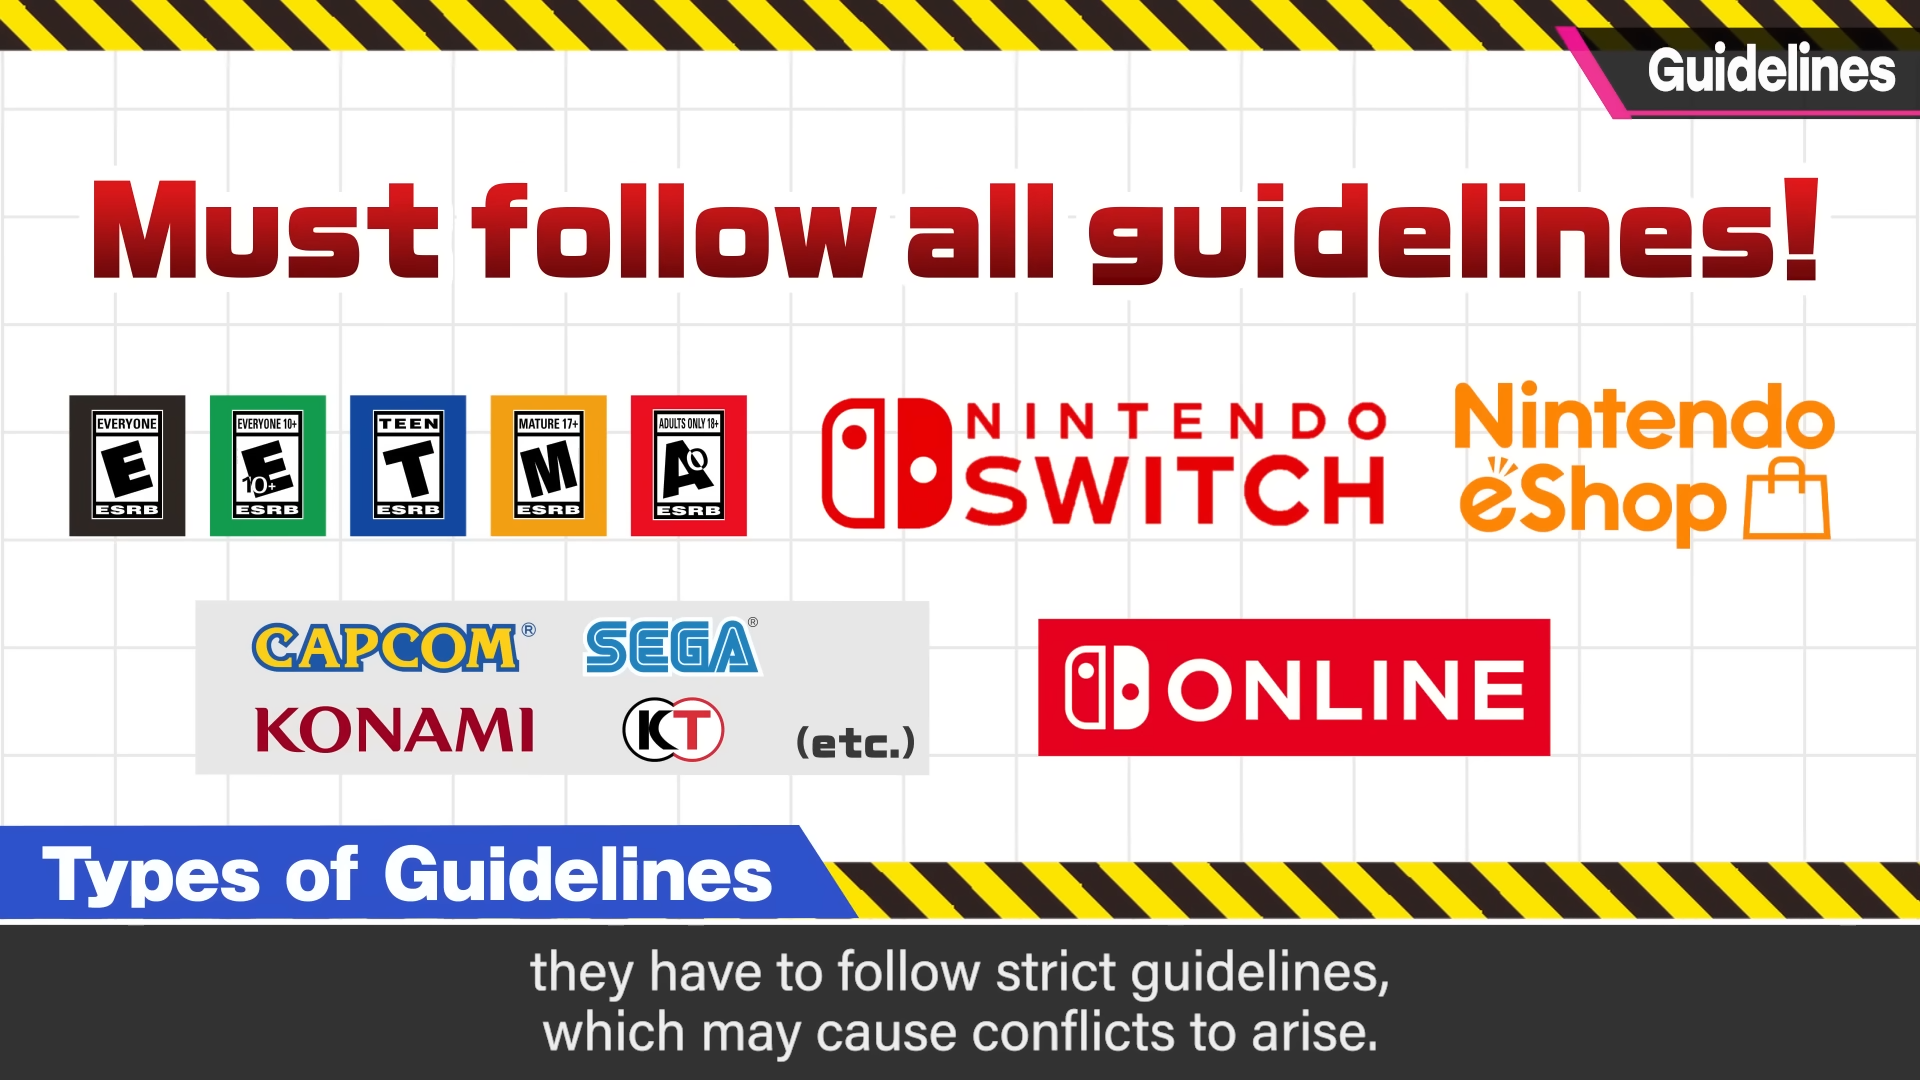 Guidelines
Must follow all guidelines!
EVERYONE
E
ESRB
EVERYONE 10+
E
10+
ESRB
TEEN
T
ESRB
MATURE 17+
M
ESRB
ADULTS ONLY 18+
AO
ESRB
NINTENDO
SWITCH
Nintendo
eShop
CAPCOM®
SEGA®
KONAMI
KT
(etc.)
ONLINE
Types of Guidelines
they have to follow strict guidelines,
which may cause conflicts to arise.